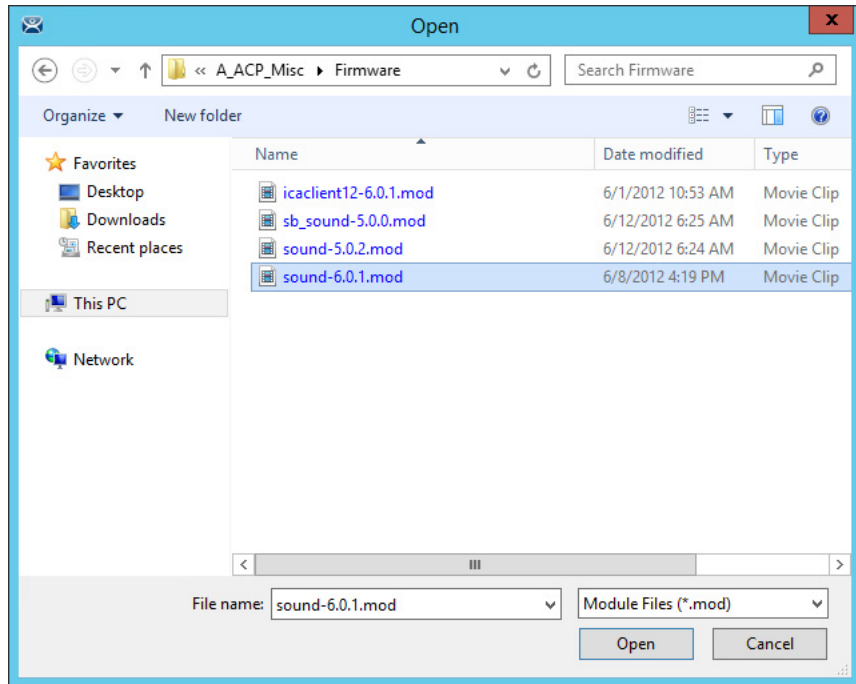 Open
x
« A_ACP_Misc Firmware
Search Firmware
Organize New folder
Name Date modified Type
Favorites
Desktop
Downloads
Recent places
This PC
Network
icaclient12-6.0.1.mod 6/1/2012 10:53 AM Movie Clip
sb_sound-5.0.0.mod 6/12/2012 6:25 AM Movie Clip
sound-5.0.2.mod 6/12/2012 6:24 AM Movie Clip
sound-6.0.1.mod 6/8/2012 4:19 PM Movie Clip
File name: sound-6.0.1.mod Module Files (*.mod)
Open Cancel